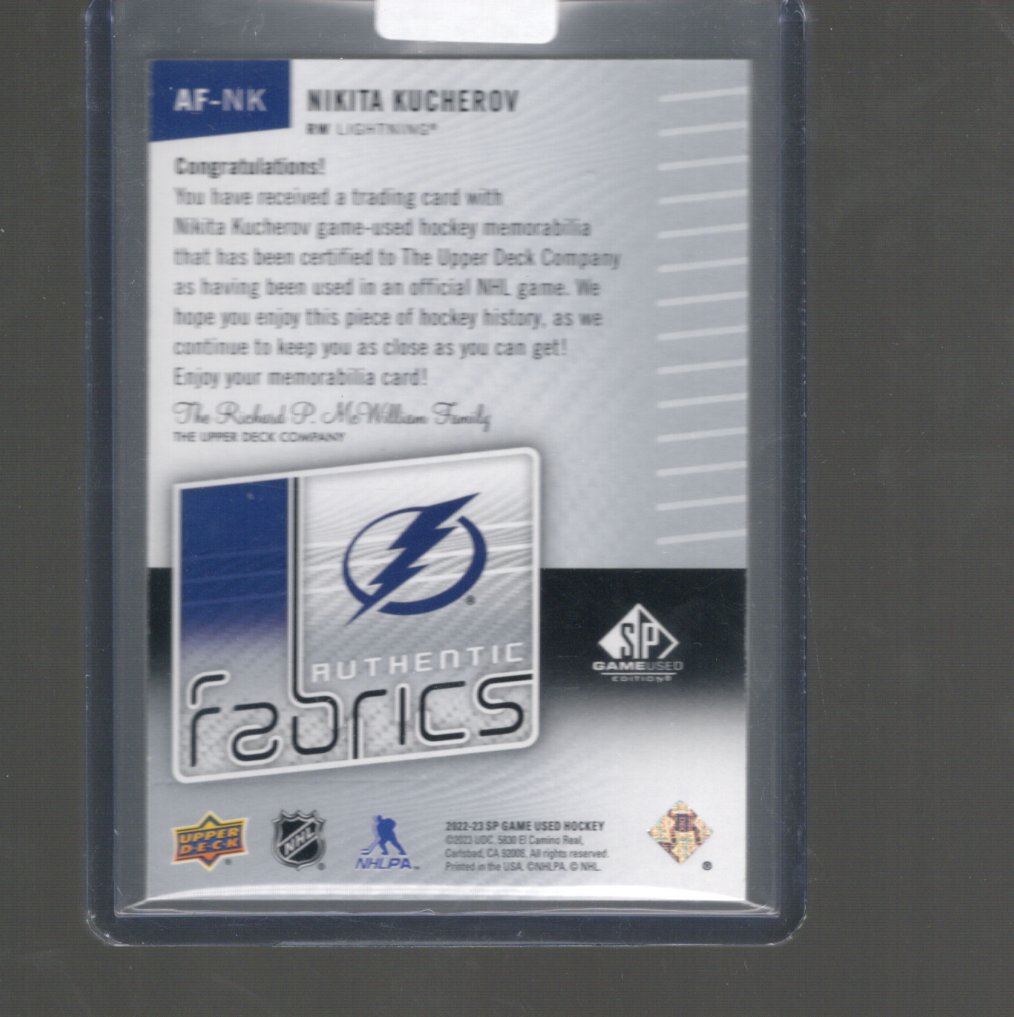 AF-NK
NIKITA KUCHEROV
RW LIGHTNING®
Congratulations!
You have received a trading card with
Nikita Kucherov game-used hockey memorabilia
that has been certified to The Upper Deck Company
as having been used in an official NHL game. We
hope you enjoy this piece of hockey history, as we
continue to keep you as close as you can get!
Enjoy your memorabilia card!
The Richard P. McWilliam Family
THE UPPER DECK COMPANY
AUTHENTIC
fabrics
SP
GAMEUSED
EDITION®
UPPER
D·E·C·K
NHL
NHLPA™
2022-23 SP GAME USED HOCKEY
©2023 UDC, 5830 El Camino Real,
Carlsbad, CA 92008. All rights reserved.
Printed in the USA. ©NHLPA. © NHL.